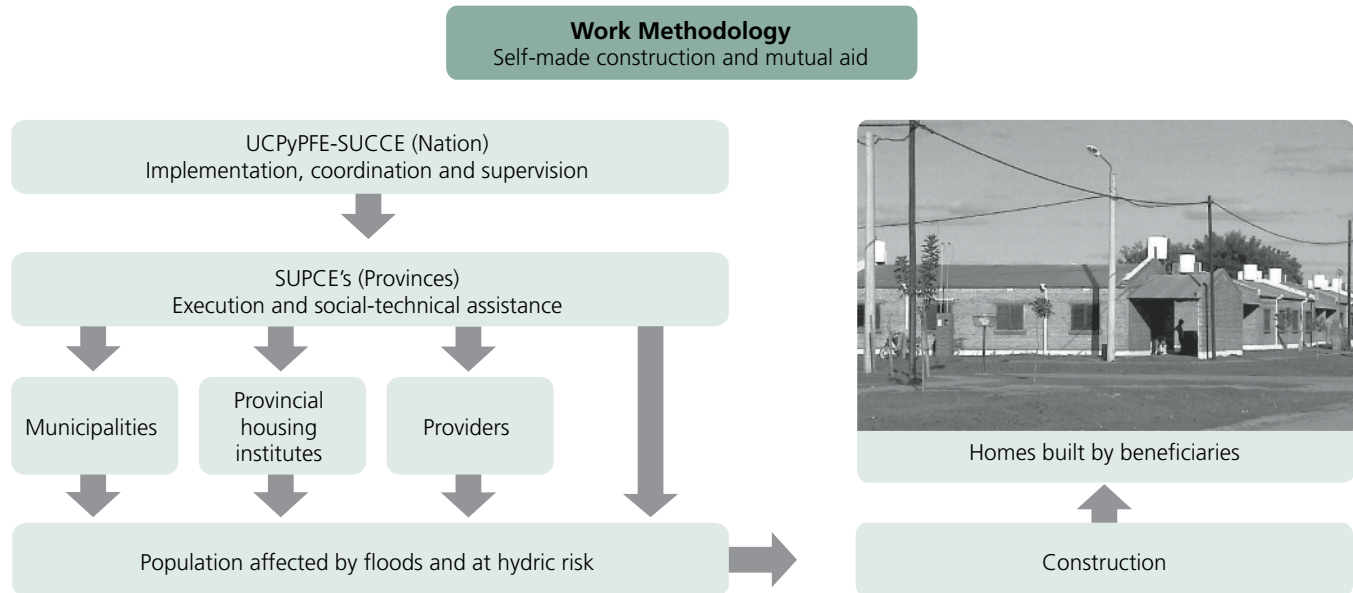 Work Methodology
Self-made construction and mutual aid
UCPyPFE-SUCCE (Nation)
Implementation, coordination and supervision
SUPCE's (Provinces)
Execution and social-technical assistance
Municipalities
Provincial
housing
institutes
Providers
Population affected by floods and at hydric risk
Homes built by beneficiaries
Construction